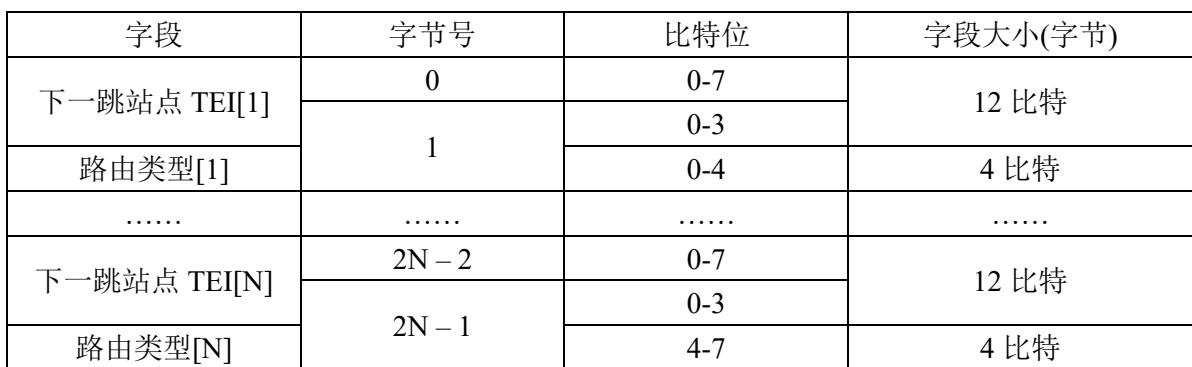 字段 字节号 比特位 字段大小(字节)
下一跳站点 TEI[1] 0 0-7 12 比特
1 0-3
路由类型[1] 0-4 4 比特
…… …… …… ……
下一跳站点 TEI[N] 2N – 2 0-7 12 比特
2N – 1 0-3
路由类型[N] 4-7 4 比特